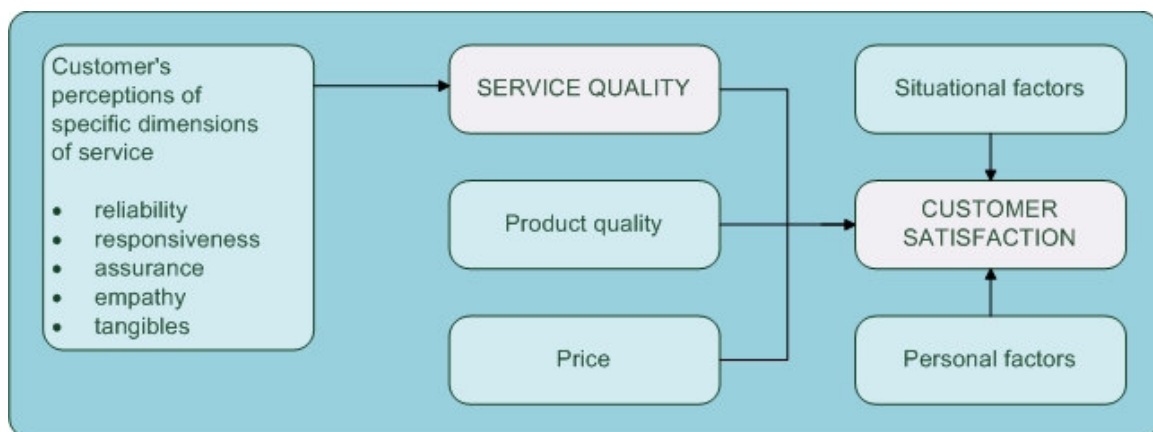 Customer's
perceptions of
specific dimensions
of service
• reliability
• responsiveness
• assurance
• empathy
• tangibles
SERVICE QUALITY
Product quality
Price
Situational factors
CUSTOMER
SATISFACTION
Personal factors